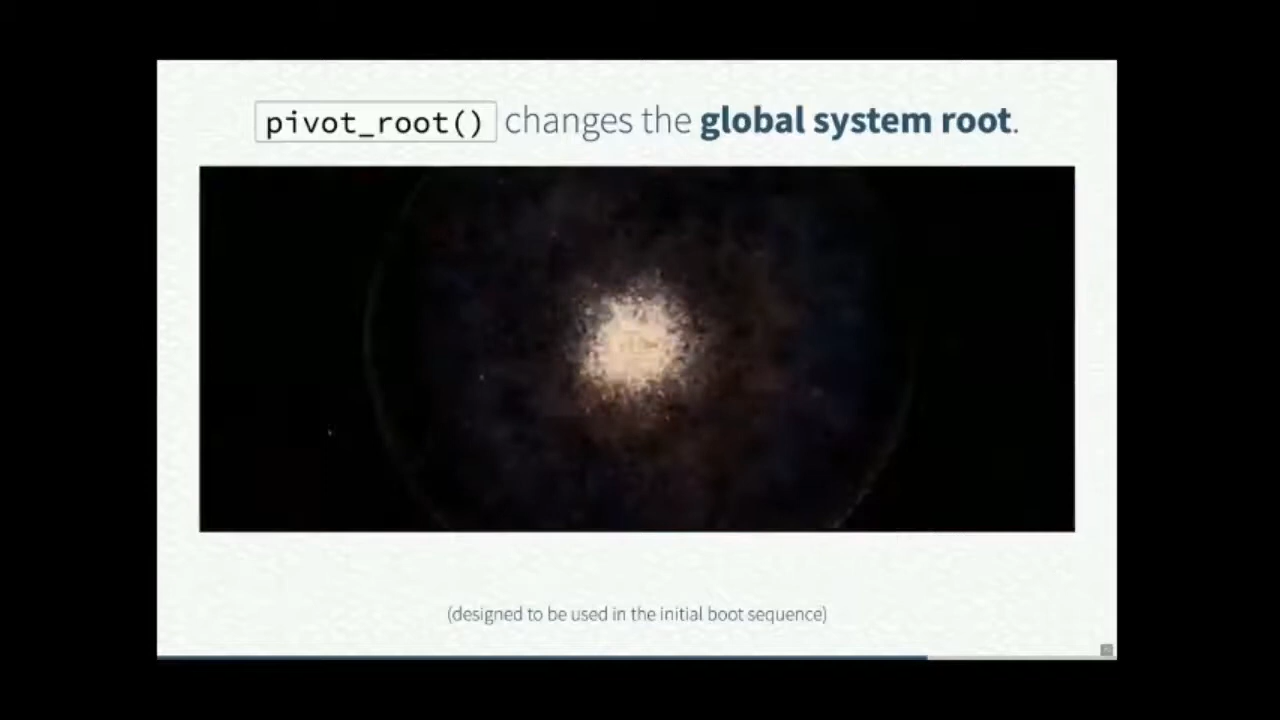 pivot_root() changes the global system root.
(designed to be used in the initial boot sequence)